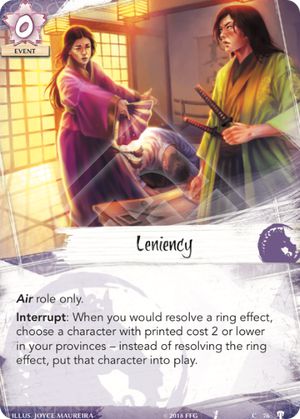 0
EVENT
Leniency
Air role only.
Interrupt: When you would resolve a ring effect,
choose a character with printed cost 2 or lower
in your provinces – instead of resolving the ring
effect, put that character into play.
ILLUS. JOYCE MAUREIRA
©2018 FFG
C 76